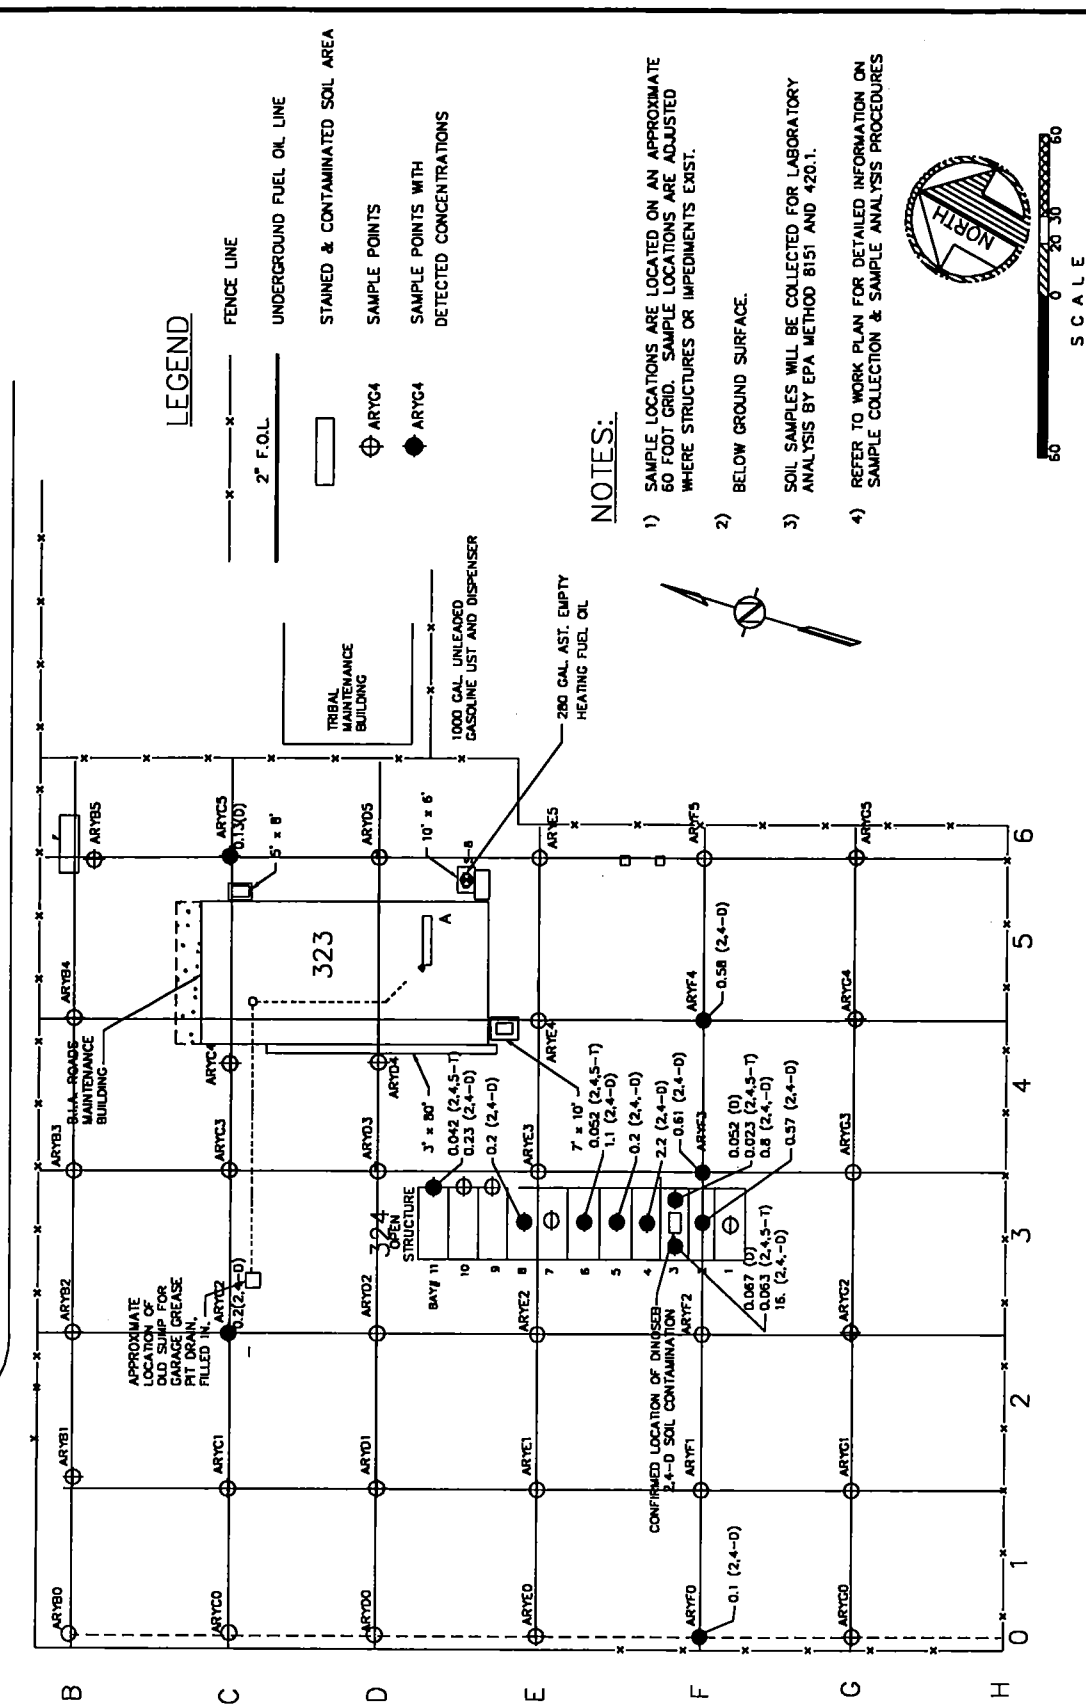 LEGEND
FENCE LINE
2" F.O.L.
UNDERGROUND FUEL OIL LINE
STAINED & CONTAMINATED SOIL AREA
ARYG4
SAMPLE POINTS
ARYG4
SAMPLE POINTS WITH
DETECTED CONCENTRATIONS
NOTES:
1) SAMPLE LOCATIONS ARE LOCATED ON AN APPROXIMATE
60 FOOT GRID. SAMPLE LOCATIONS ARE ADJUSTED
WHERE STRUCTURES OR IMPEDIMENTS EXIST.
2) BELOW GROUND SURFACE.
3) SOIL SAMPLES WILL BE COLLECTED FOR LABORATORY
ANALYSIS BY EPA METHOD 8151 AND 420.1.
4) REFER TO WORK PLAN FOR DETAILED INFORMATION ON
SAMPLE COLLECTION & SAMPLE ANALYSIS PROCEDURES
NORTH
60 0 20 30 60
SCALE
N
TRIBAL
MAINTENANCE
BUILDING
1000 GAL. UNLEADED
GASOLINE UST AND DISPENSER
280 GAL. AST. EMPTY
HEATING FUEL OIL
B
ARYB0
ARYB1
ARYB2
ARYB3
ARYB4
ARYB5
B.I.A. ROADS
MAINTENANCE
BUILDING
C
ARYC0
ARYC1
ARYC2
0.2(2,4-D)
ARYC3
ARYC4
ARYC5
0.13(D)
5' x 8'
APPROXIMATE
LOCATION OF
OLD SUMP FOR
GARAGE GREASE
PIT DRAIN,
FILLED IN.
323
A
10' x 6'
S-8
D
ARYD0
ARYD1
ARYD2
ARYD3
ARYD4
ARYD5
3' x 80'
324
OPEN
STRUCTURE
BAY# 11
10
9
8
7
6
5
4
3
2
1
0.042 (2,4,5-T)
0.23 (2,4-D)
0.2 (2,4-D)
7' x 10'
0.052 (2,4,5-T)
1.1 (2,4-D)
0.2 (2,4,-D)
2.2 (2,4-D)
0.61 (2,4-D)
0.052 (D)
0.023 (2,4,5-T)
0.8 (2,4,-D)
0.57 (2,4-D)
0.067 (D)
0.063 (2,4,5-T)
16. (2,4,-D)
CONFIRMED LOCATION OF DINOSEB
2,4-D SOIL CONTAMINATION
E
ARYE0
ARYE1
ARYE2
ARYE3
ARYE4
ARYE5
F
ARYF0
0.1 (2,4-D)
ARYF1
ARYF2
ARYF3
ARYF4
0.58 (2,4-D)
ARYF5
G
ARYG0
ARYG1
ARYG2
ARYG3
ARYG4
ARYG5
H
0 1 2 3 4 5 6